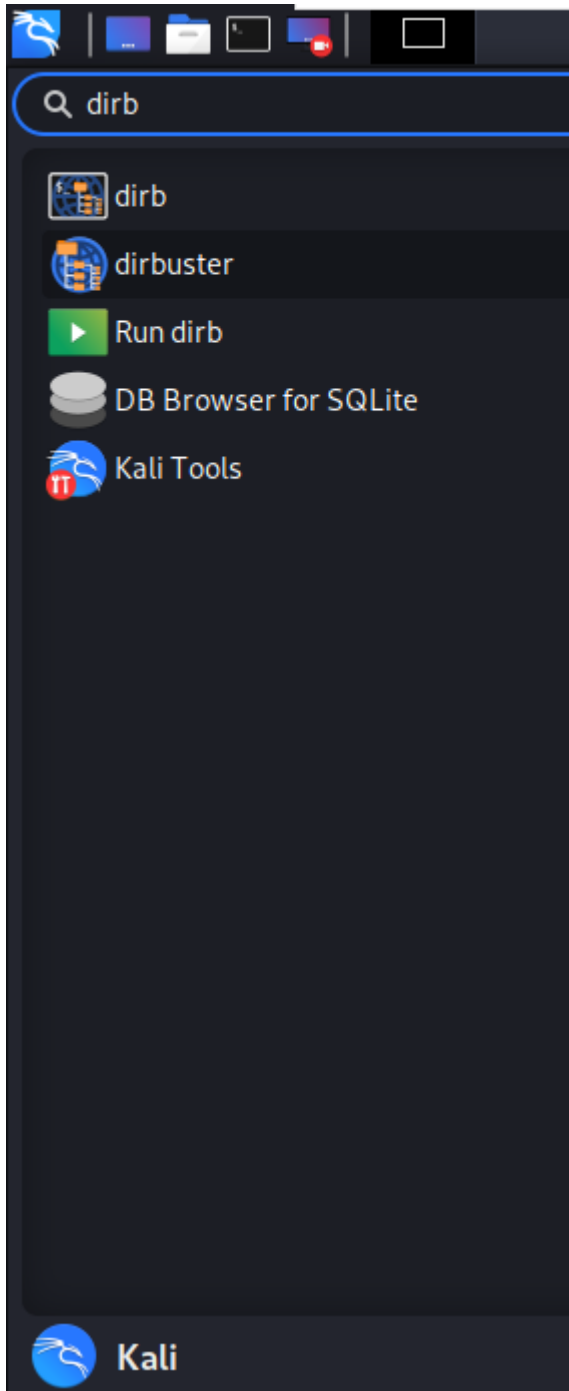 dirb
dirb
dirbuster
Run dirb
DB Browser for SQLite
Kali Tools
Kali